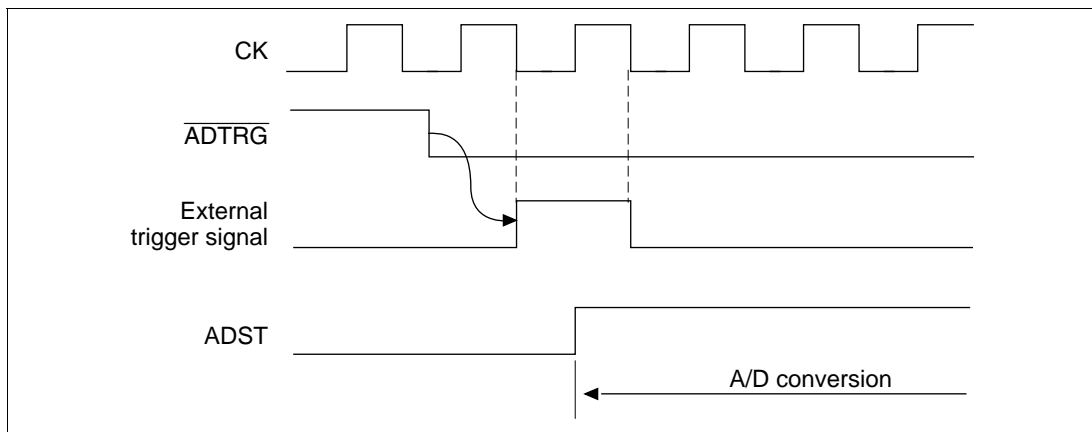 CK
ADTRG
External
trigger signal
ADST
A/D conversion